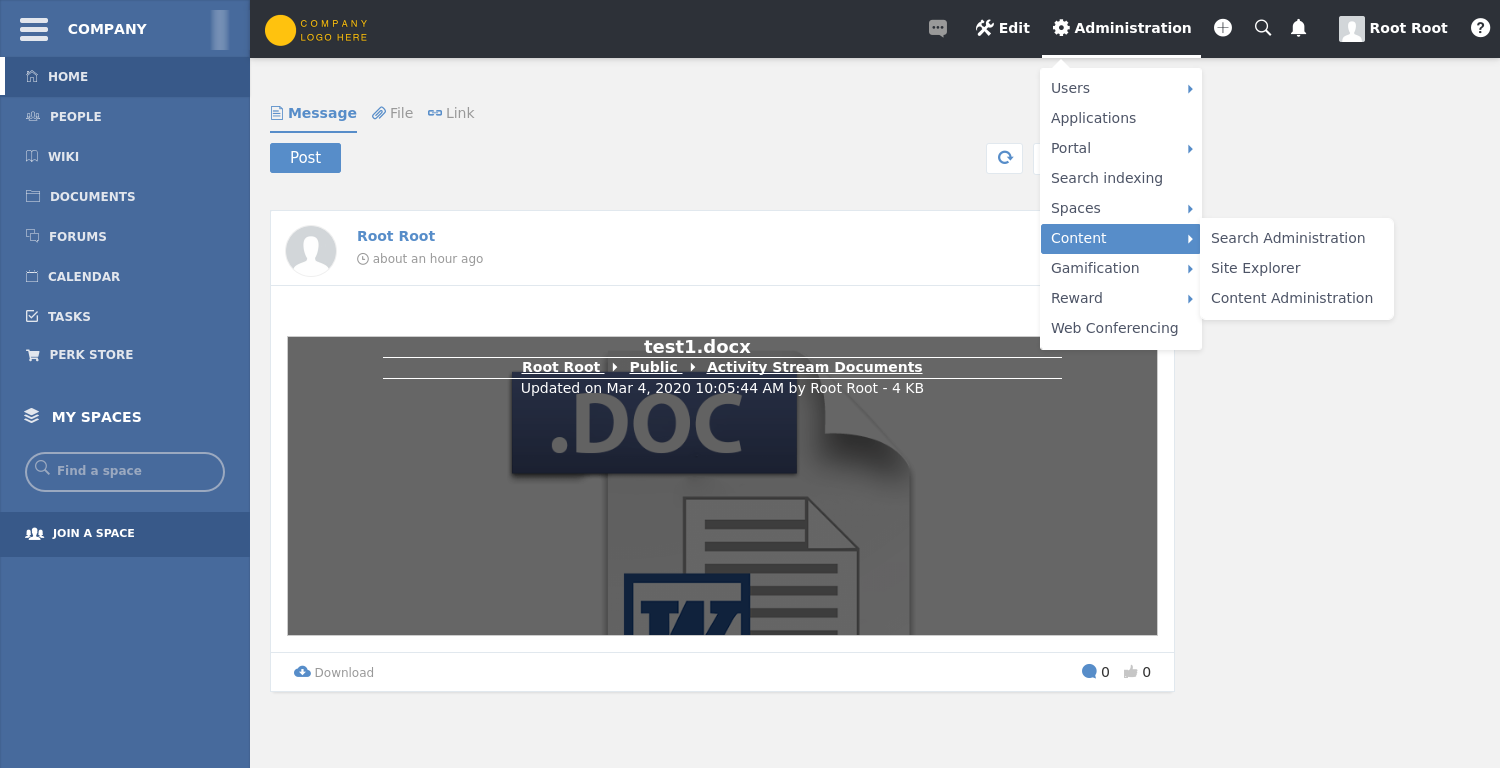 COMPANY
COMPANY
LOGO HERE
Edit
Administration
Root Root
HOME
PEOPLE
WIKI
DOCUMENTS
FORUMS
CALENDAR
TASKS
PERK STORE
MY SPACES
Find a space
JOIN A SPACE
Message
File
Link
Post
Users
Applications
Portal
Search indexing
Spaces
Content
Gamification
Reward
Web Conferencing
Search Administration
Site Explorer
Content Administration
Root Root
about an hour ago
test1.docx
Root Root Public Activity Stream Documents
Updated on Mar 4, 2020 10:05:44 AM by Root Root - 4 KB
.DOC
W
Download
0
0